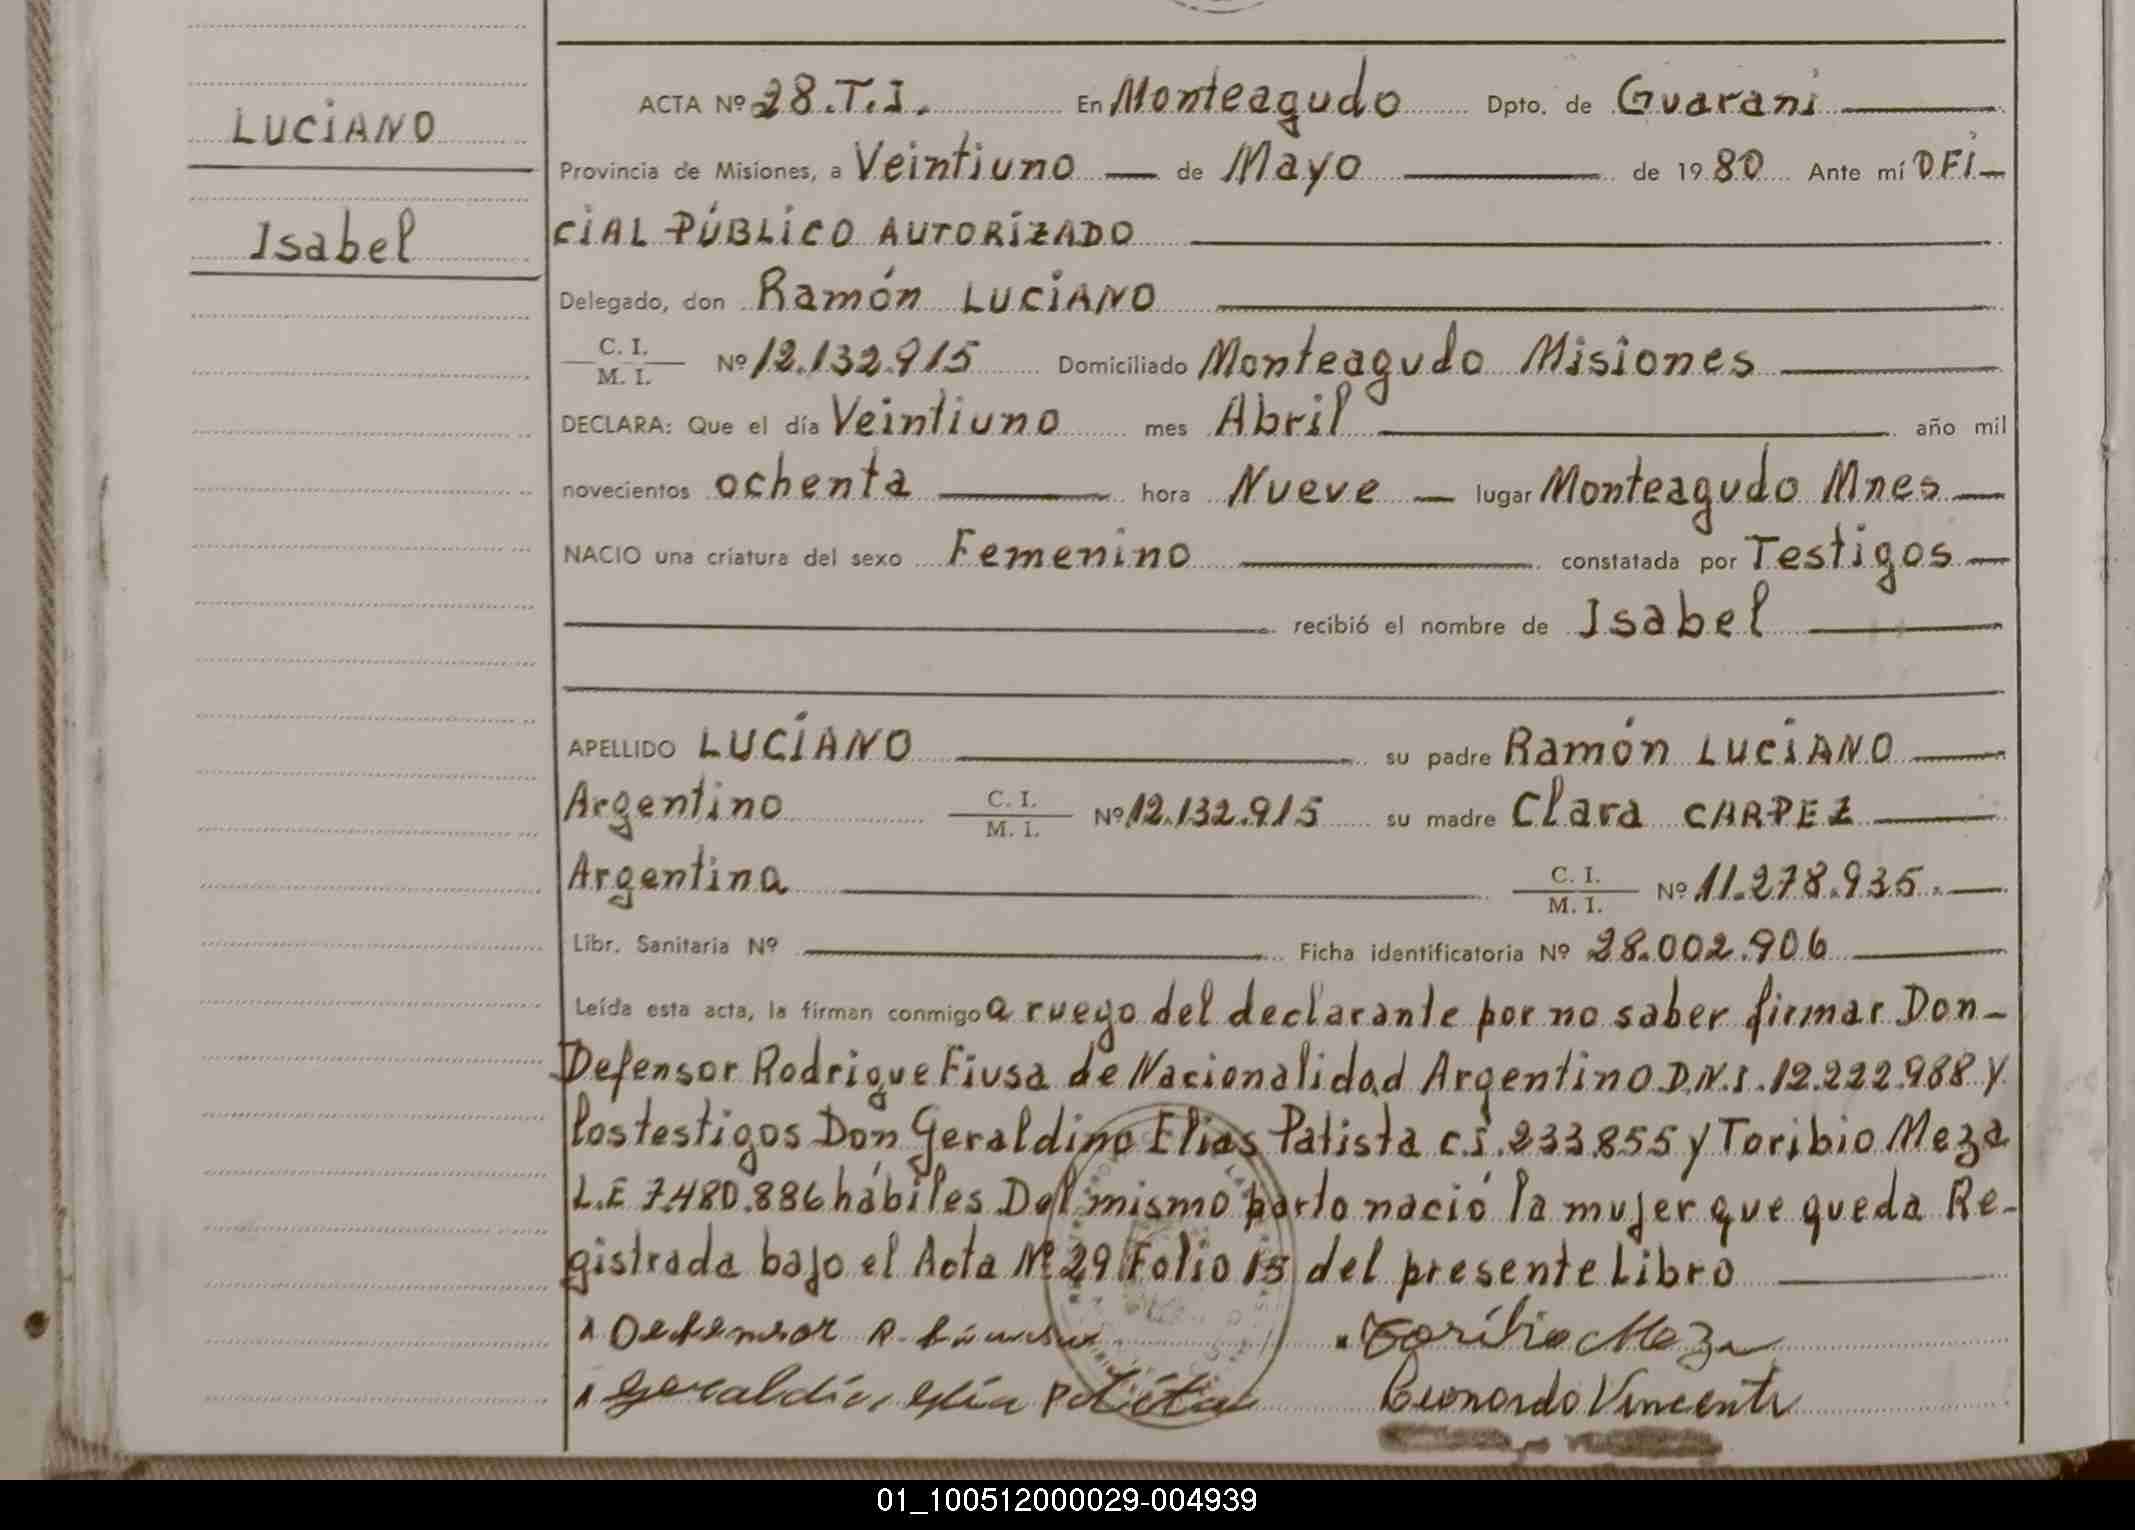 LUCIANO
Isabel
ACTA Nº 28.T.I. En Monteagudo Dpto. de Guarani
Provincia de Misiones, a Veintiuno de Mayo de 1980 Ante mí OFI-
CIAL PÚBLICO AUTORIZADO
Delegado, don Ramón LUCIANO
C. I.
M. I. Nº 12.132.915 Domiciliado Monteagudo Misiones
DECLARA: Que el día Veintiuno mes Abril año mil
novecientos ochenta hora Nueve lugar Monteagudo Mnes
NACIO una criatura del sexo Femenino constatada por Testigos
recibió el nombre de Isabel
APELLIDO LUCIANO su padre Ramón LUCIANO
Argentino C. I. M. I. Nº 12.132.915 su madre Clara CARPEZ
Argentina C. I. M. I. Nº 11.278.935.
Libr. Sanitaria Nº Ficha identificatoria Nº 28.002.906
Leída esta acta, la firman conmigo a ruego del declarante por no saber firmar Don-
Defensor Rodrigue Fiusa de Nacionalidad Argentino D.N.I. 12.222.988 y
los testigos Don Geraldino Elias Patista c.i. 233.855 y Toribio Meza
L.E 7.480.886 hábiles Del mismo parto nació la mujer que queda Re-
gistrada bajo el Acta Nº 29 Folio 15 del presente Libro
Defensor R. Toríbio Meza
Leonardo Vincenti
01_100512000029-004939